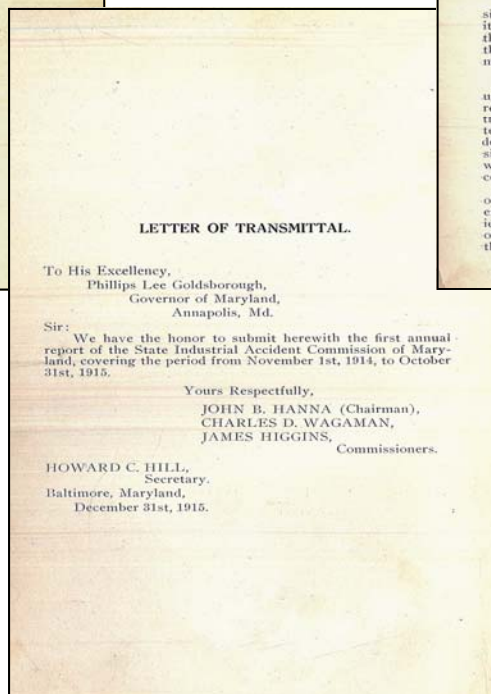 LETTER OF TRANSMITTAL.
To His Excellency,
Phillips Lee Goldsborough,
Governor of Maryland,
Annapolis, Md.
Sir:
We have the honor to submit herewith the first annual
report of the State Industrial Accident Commission of Mary-
land, covering the period from November 1st, 1914, to October
31st, 1915.
Yours Respectfully,
JOHN B. HANNA (Chairman),
CHARLES D. WAGAMAN,
JAMES HIGGINS,
Commissioners.
HOWARD C. HILL,
Secretary.
Baltimore, Maryland,
December 31st, 1915.